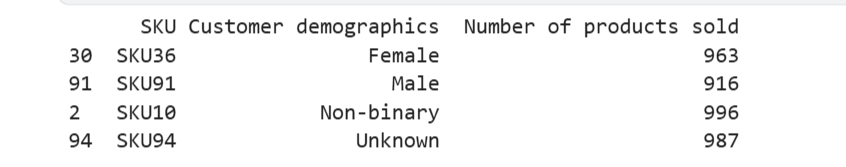 SKU Customer demographics Number of products sold
30 SKU36 Female 963
91 SKU91 Male 916
2 SKU10 Non-binary 996
94 SKU94 Unknown 987